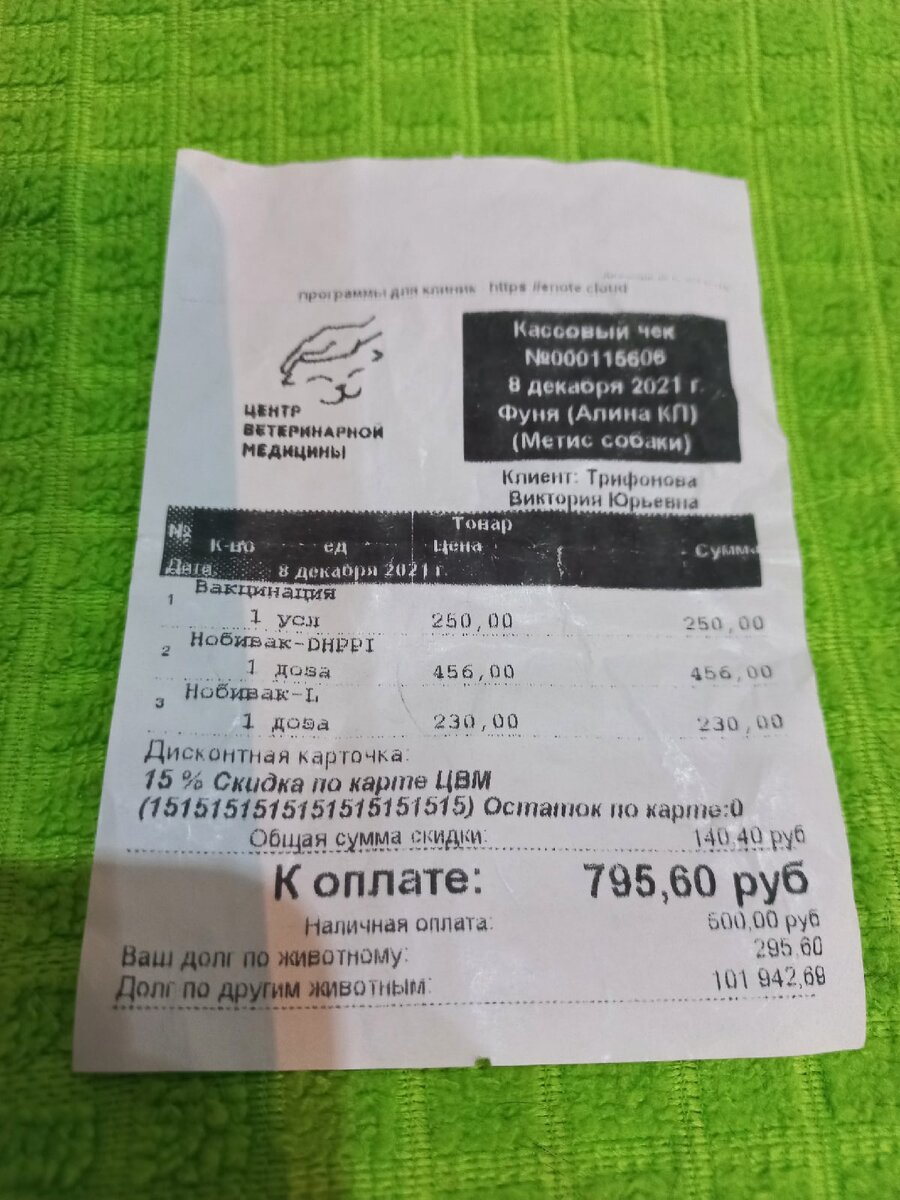 программы для клиник https //enote.cloud
ЦЕНТР
ВЕТЕРИНАРНОЙ
МЕДИЦИНЫ
Кассовый чек
№000115606
8 декабря 2021 г.
Фуня (Алина КП)
(Метис собаки)
Клиент: Трифонова
Виктория Юрьевна
№ Товар
К-во ед Цена Сумма
Дата 8 декабря 2021 г.
1 Вакцинация
1 усл 250,00 250,00
2 Нобивак-DHPPI
1 доза 456,00 456,00
3 Нобивак-L
1 доза 230,00 230,00
Дисконтная карточка:
15 % Скидка по карте ЦВМ
(1515151515151515151515) Остаток по карте:0
Общая сумма скидки: 140,40 руб
К оплате: 795,60 руб
Наличная оплата: 500,00 руб
Ваш долг по животному: 295,60
Долг по другим животным: 101 942,69